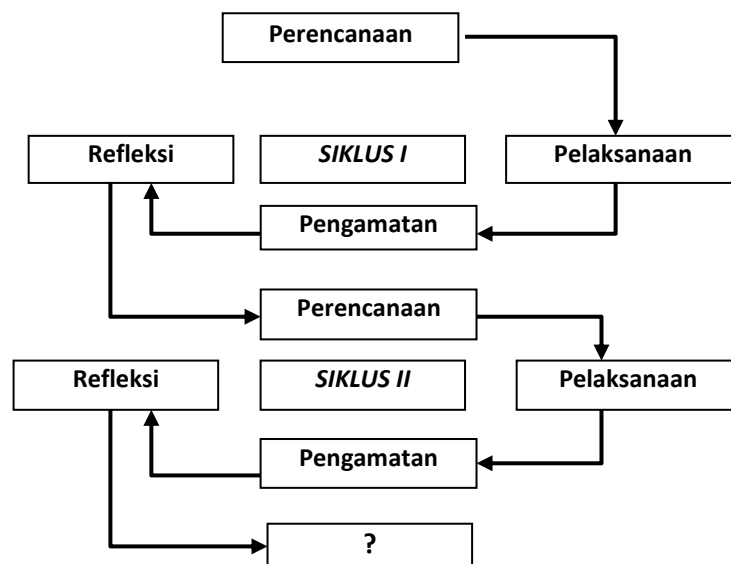 Perencanaan
Refleksi
SIKLUS I
Pelaksanaan
Pengamatan
Perencanaan
Refleksi
SIKLUS II
Pelaksanaan
Pengamatan
?